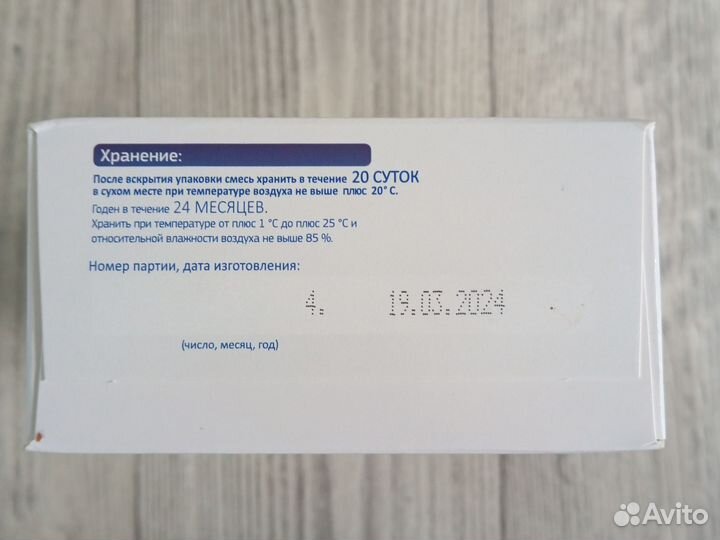 Хранение:
После вскрытия упаковки смесь хранить в течение 20 СУТОК
в сухом месте при температуре воздуха не выше плюс 20° С.
Годен в течение 24 МЕСЯЦЕВ.
Хранить при температуре от плюс 1 °С до плюс 25 °С и
относительной влажности воздуха не выше 85 %.
Номер партии, дата изготовления:
4. 19.03.2024
(число, месяц, год)
Avito